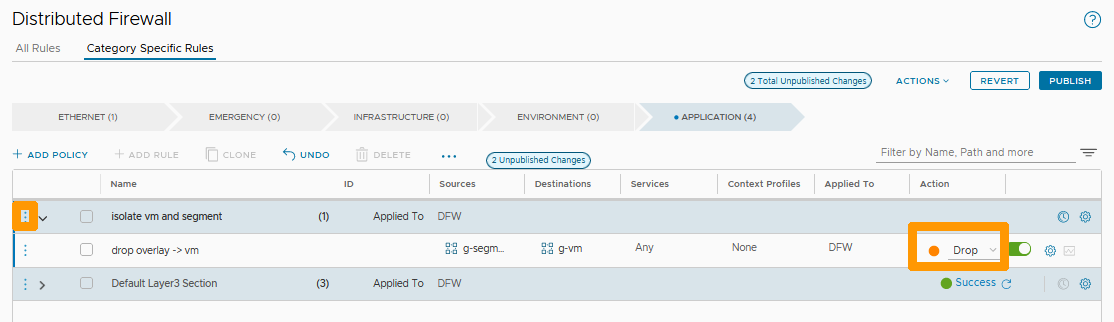 Distributed Firewall
All Rules Category Specific Rules
2 Total Unpublished Changes ACTIONS REVERT PUBLISH
ETHERNET (1) EMERGENCY (0) INFRASTRUCTURE (0) ENVIRONMENT (0) APPLICATION (4)
+ ADD POLICY + ADD RULE CLONE UNDO DELETE ... 2 Unpublished Changes Filter by Name, Path and more
Name ID Sources Destinations Services Context Profiles Applied To Action
isolate vm and segment (1) Applied To DFW
drop overlay -> vm g-segm... g-vm Any None DFW Drop
Default Layer3 Section (3) Applied To DFW Success